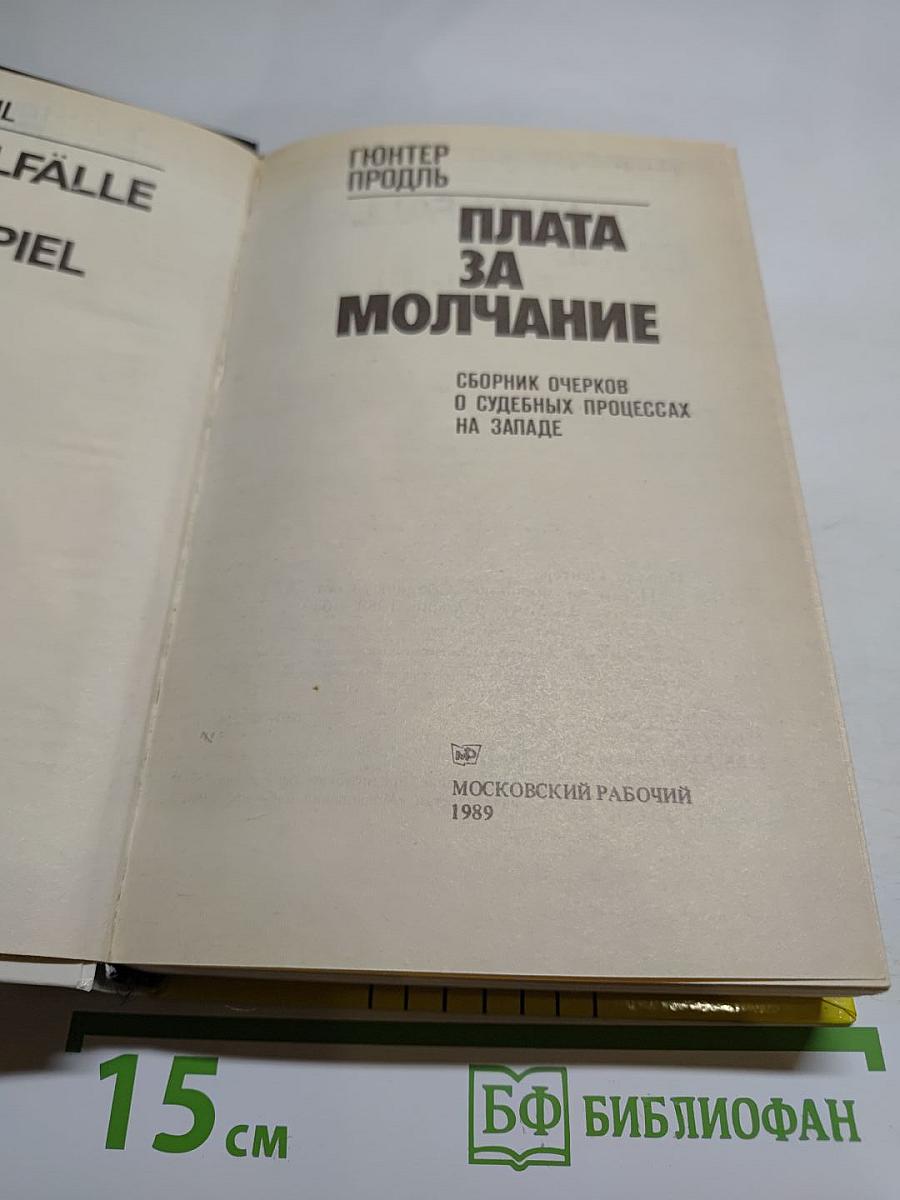 LFÄLLE
PIEL
ГЮНТЕР
ПРОДЛЬ
ПЛАТА
ЗА
МОЛЧАНИЕ
СБОРНИК ОЧЕРКОВ
О СУДЕБНЫХ ПРОЦЕССАХ
НА ЗАПАДЕ
МР
МОСКОВСКИЙ РАБОЧИЙ
1989
15 см
БФ БИБЛИОФАН